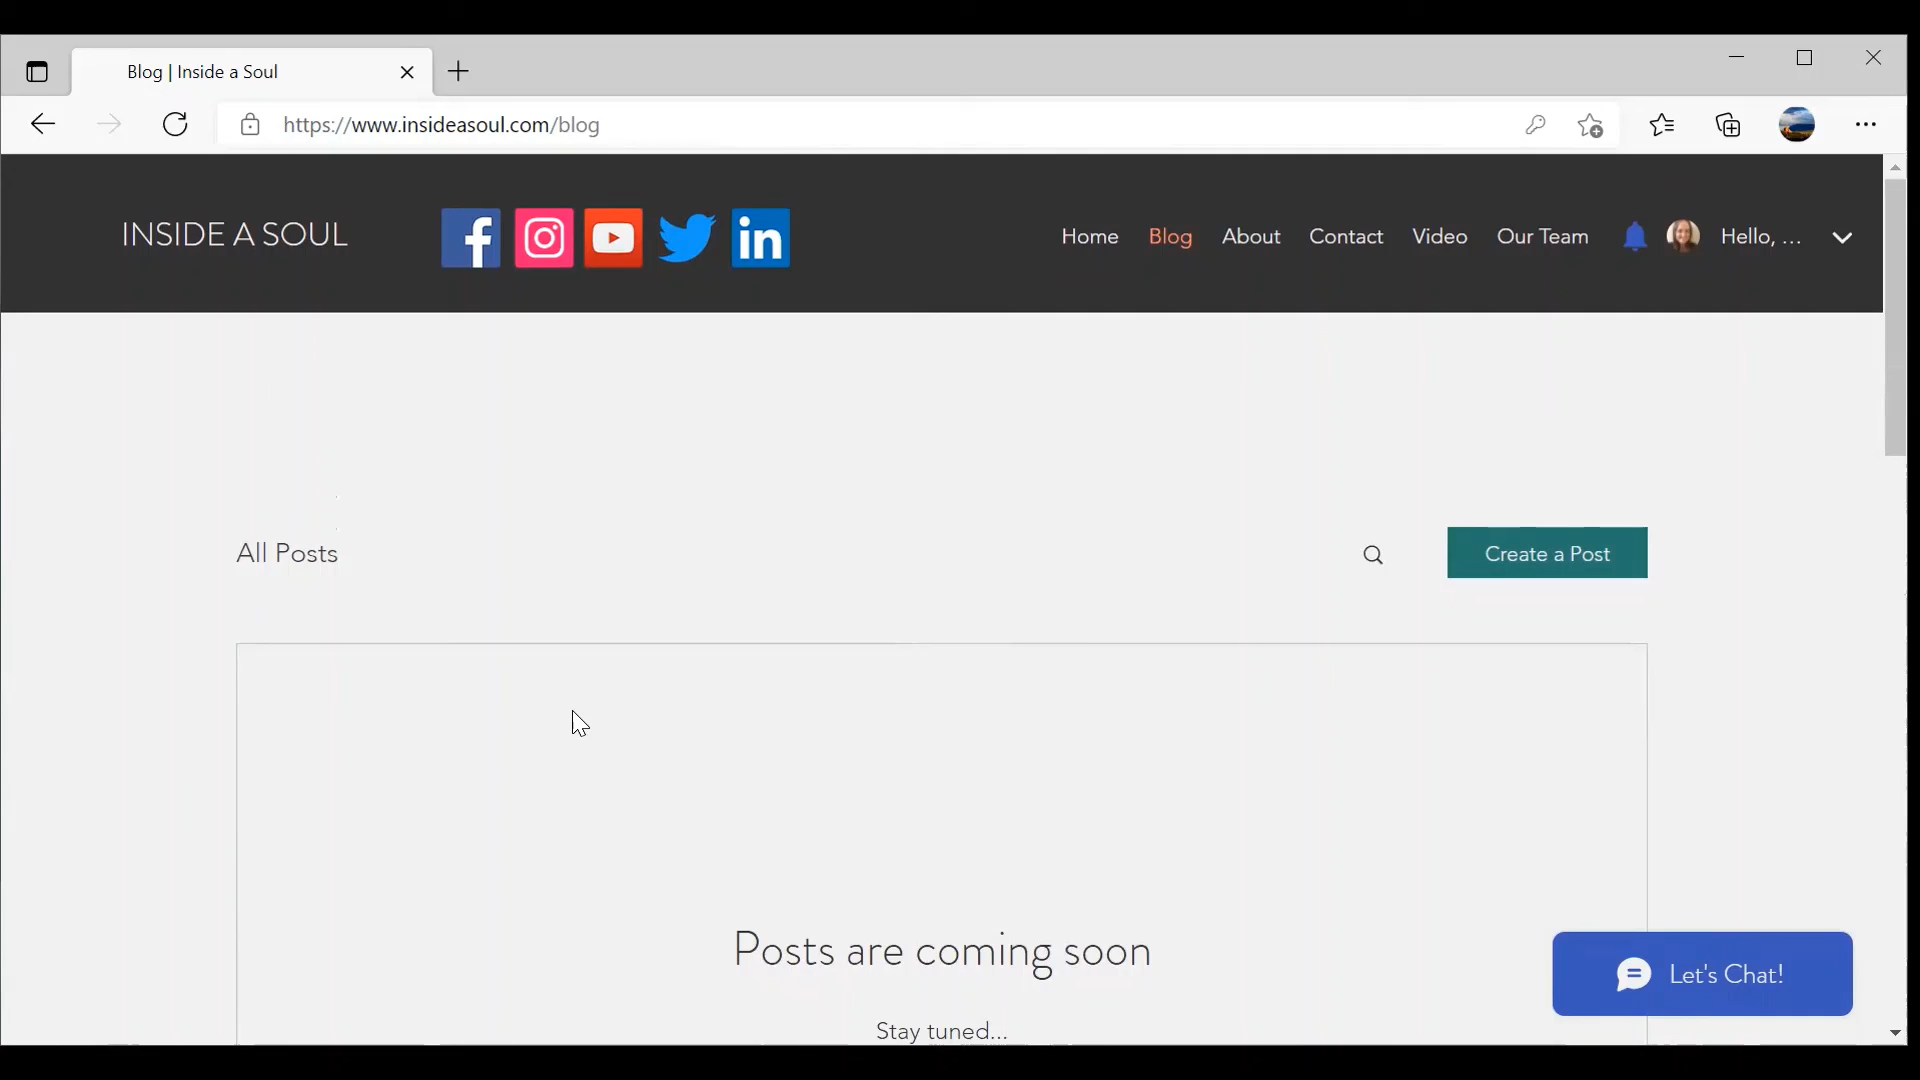 Blog | Inside a Soul
https://www.insideasoul.com/blog
INSIDE A SOUL
Home Blog About Contact Video Our Team Hello, ...
All Posts
Create a Post
Posts are coming soon
Let's Chat!
Stay tuned...